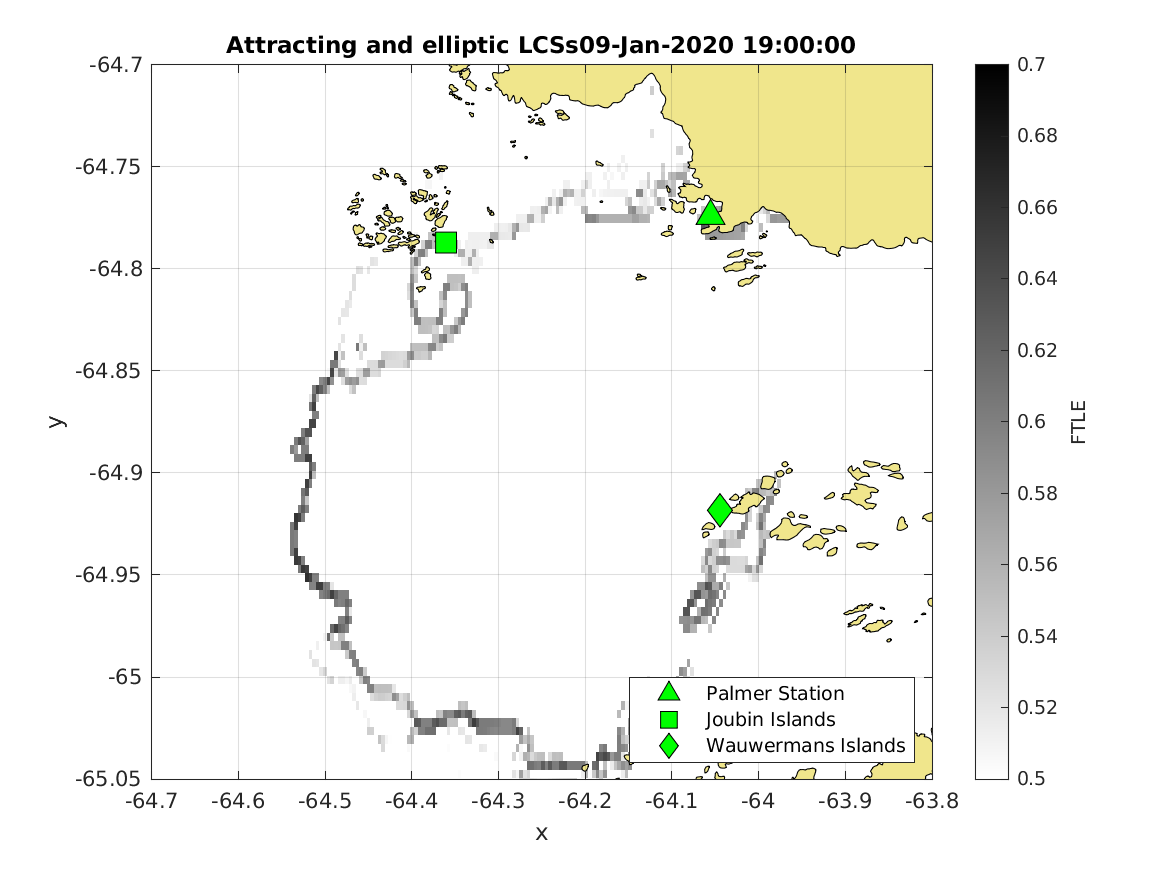 Attracting and elliptic LCSs09-Jan-2020 19:00:00
-64.7
-64.75
-64.8
-64.85
-64.9
-64.95
-65
-65.05
y
-64.7 -64.6 -64.5 -64.4 -64.3 -64.2 -64.1 -64 -63.9 -63.8
x
Palmer Station
Joubin Islands
Wauwermans Islands
0.7
0.68
0.66
0.64
0.62
0.6
0.58
0.56
0.54
0.52
0.5
FTLE